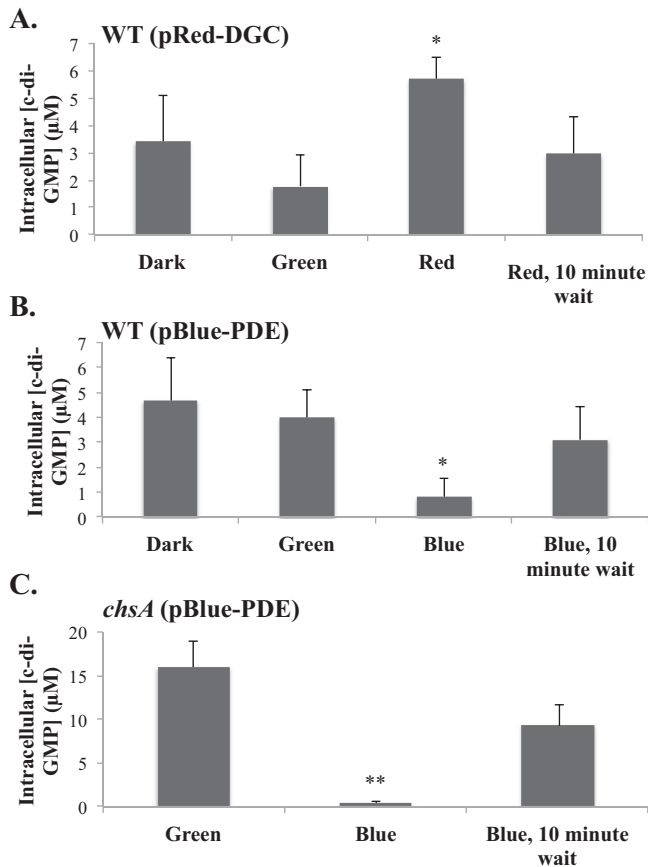 A.
WT (pRed-DGC)
Intracellular [c-di-
GMP] (µM)
7
6
5
4
3
2
1
0
*
Dark
Green
Red
Red, 10 minute
wait
B.
WT (pBlue-PDE)
Intracellular [c-di-
GMP] (µM)
7
6
5
4
3
2
1
0
*
Dark
Green
Blue
Blue, 10
minute wait
C.
chsA (pBlue-PDE)
Intracellular [c-di-
GMP] (µM)
20
15
10
5
0
**
Green
Blue
Blue, 10 minute
wait